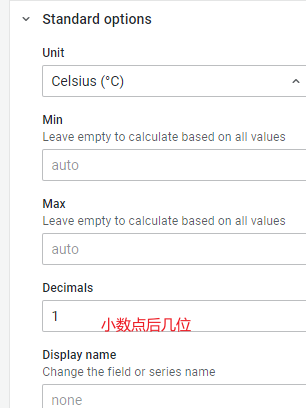 Standard options
Unit
Celsius (°C)
Min
Leave empty to calculate based on all values
auto
Max
Leave empty to calculate based on all values
auto
Decimals
1
小数点后几位
Display name
Change the field or series name
none